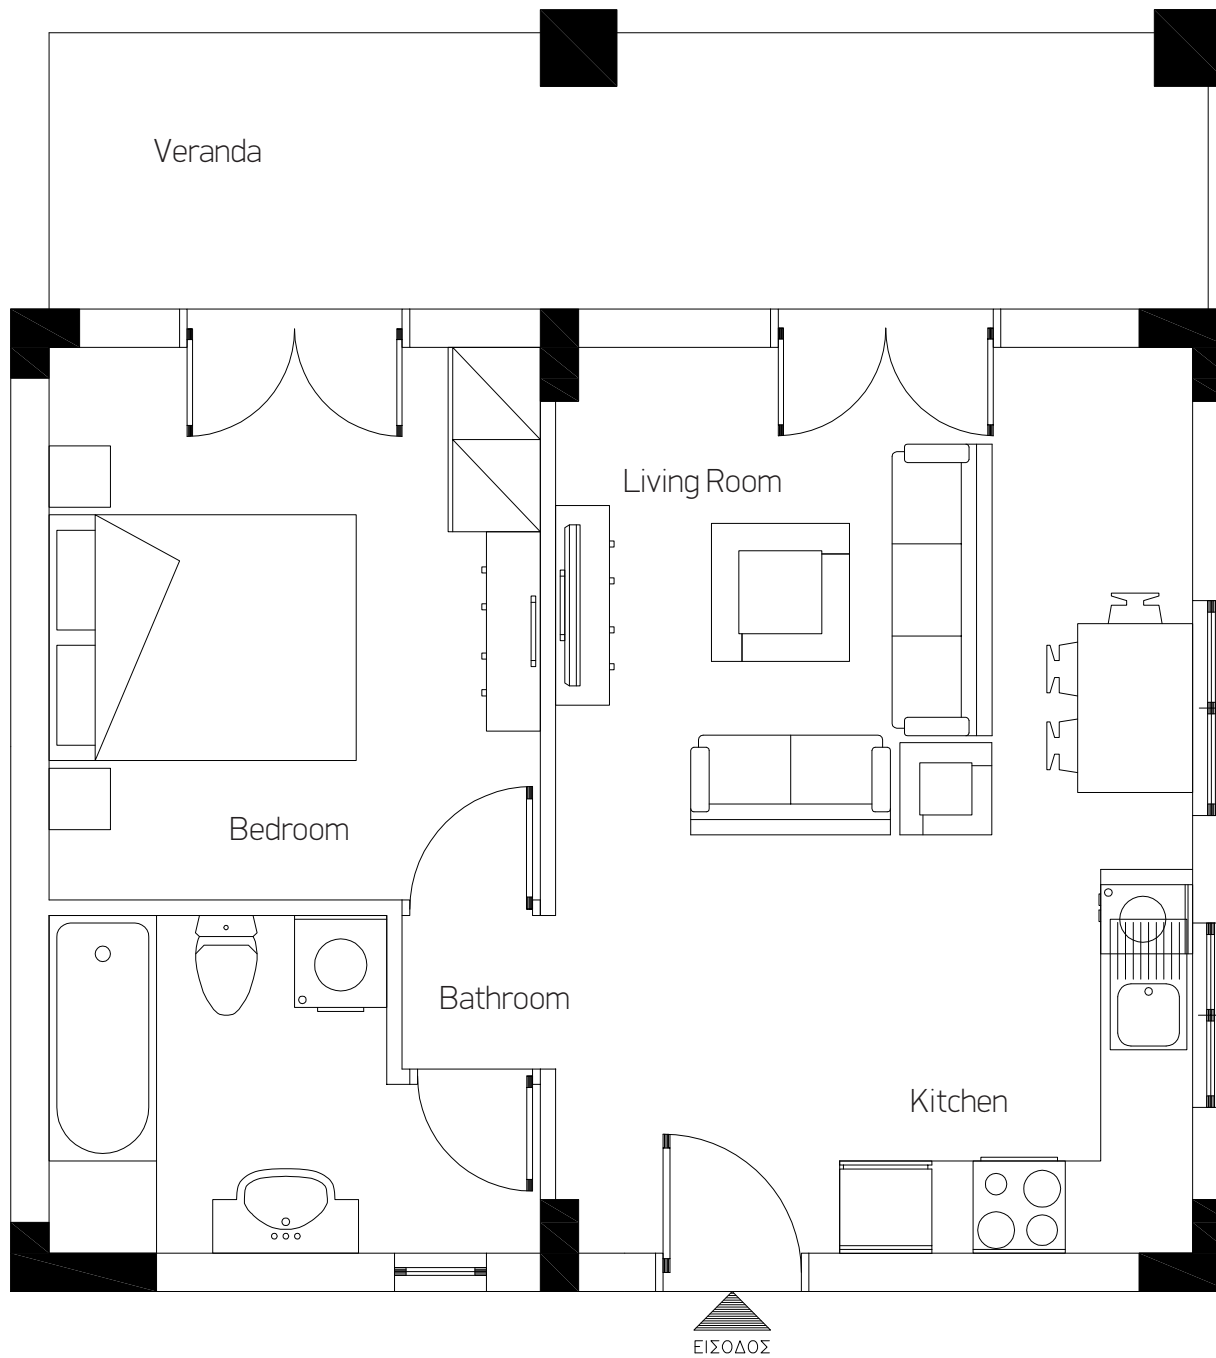 Veranda
Living Room
Bedroom
Bathroom
Kitchen
ΕΙΣΟΔΟΣ